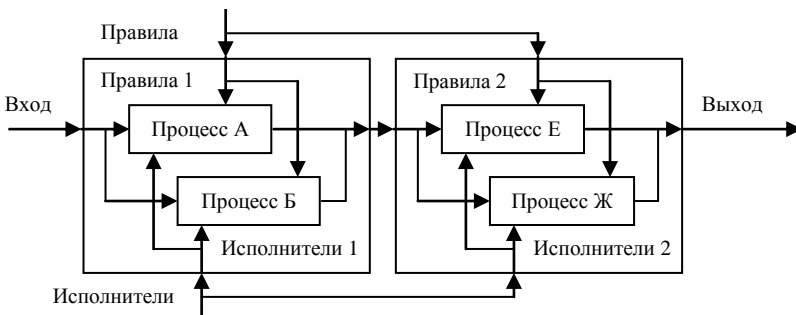 Правила
Правила 1
Правила 2
Вход
Процесс А
Процесс Е
Выход
Процесс Б
Процесс Ж
Исполнители 1
Исполнители 2
Исполнители